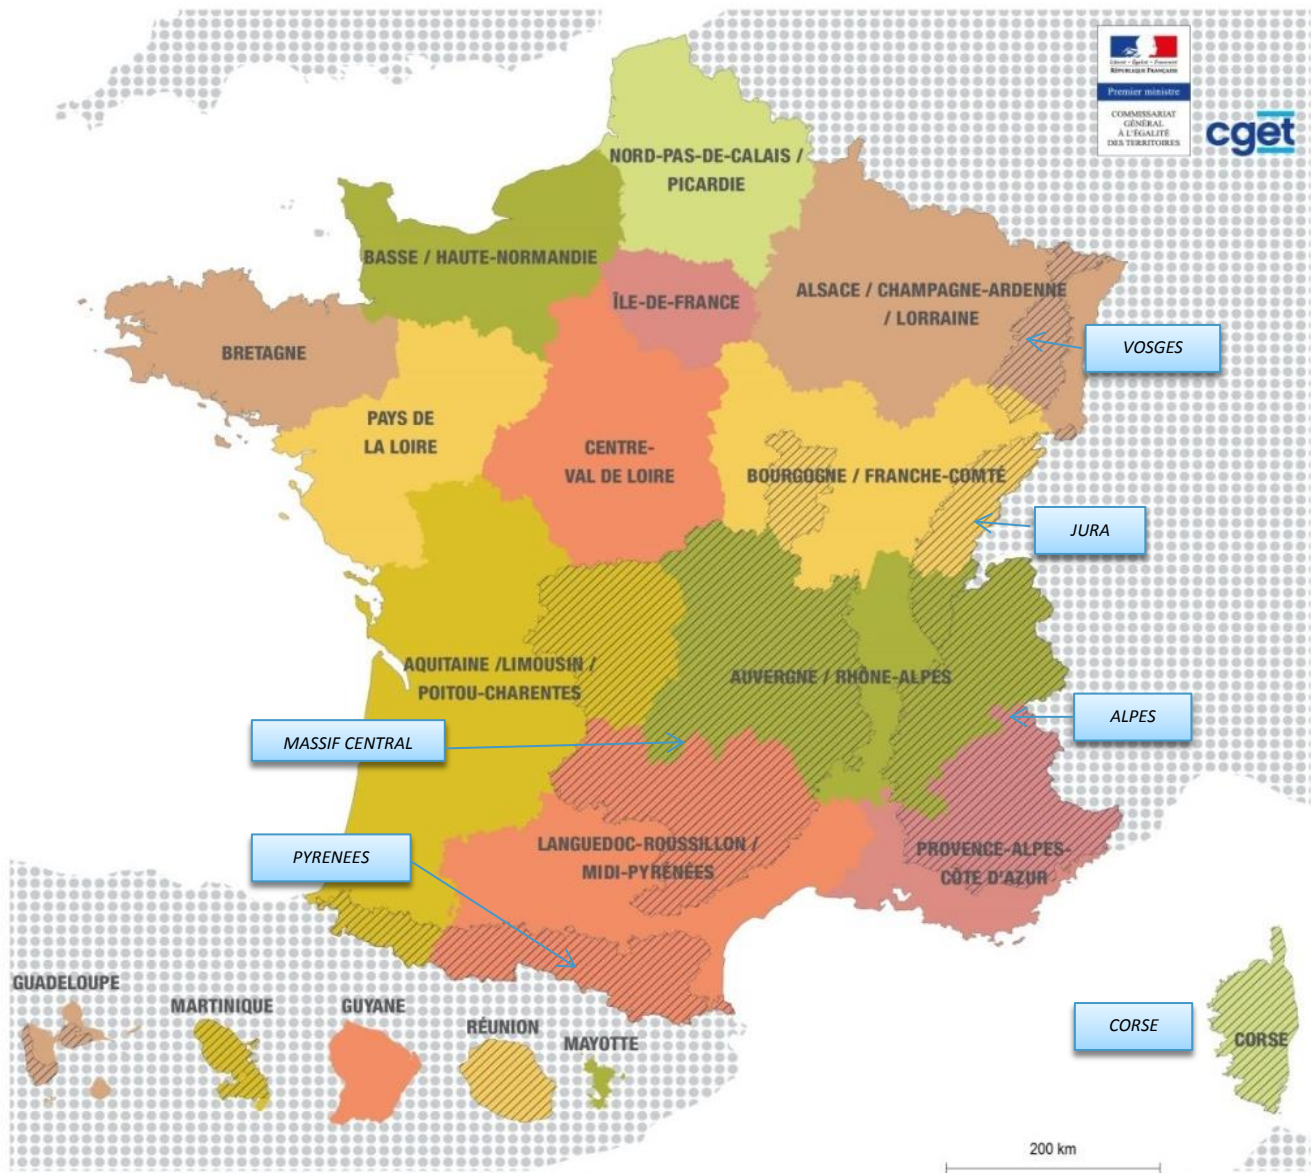 Liberté • Égalité • Fraternité
RÉPUBLIQUE FRANÇAISE
Premier ministre
COMMISSARIAT
GÉNÉRAL
À L'ÉGALITÉ
DES TERRITOIRES
cget
NORD-PAS-DE-CALAIS /
PICARDIE
BASSE / HAUTE-NORMANDIE
ÎLE-DE-FRANCE
ALSACE / CHAMPAGNE-ARDENNE
/ LORRAINE
VOSGES
BRETAGNE
PAYS DE
LA LOIRE
CENTRE-
VAL DE LOIRE
BOURGOGNE / FRANCHE-COMTÉ
JURA
AQUITAINE /LIMOUSIN /
POITOU-CHARENTES
AUVERGNE / RHÔNE-ALPES
ALPES
MASSIF CENTRAL
PYRENEES
LANGUEDOC-ROUSSILLON /
MIDI-PYRÉNÉES
PROVENCE-ALPES-
CÔTE D'AZUR
GUADELOUPE
MARTINIQUE
GUYANE
RÉUNION
MAYOTTE
CORSE
CORSE
200 km